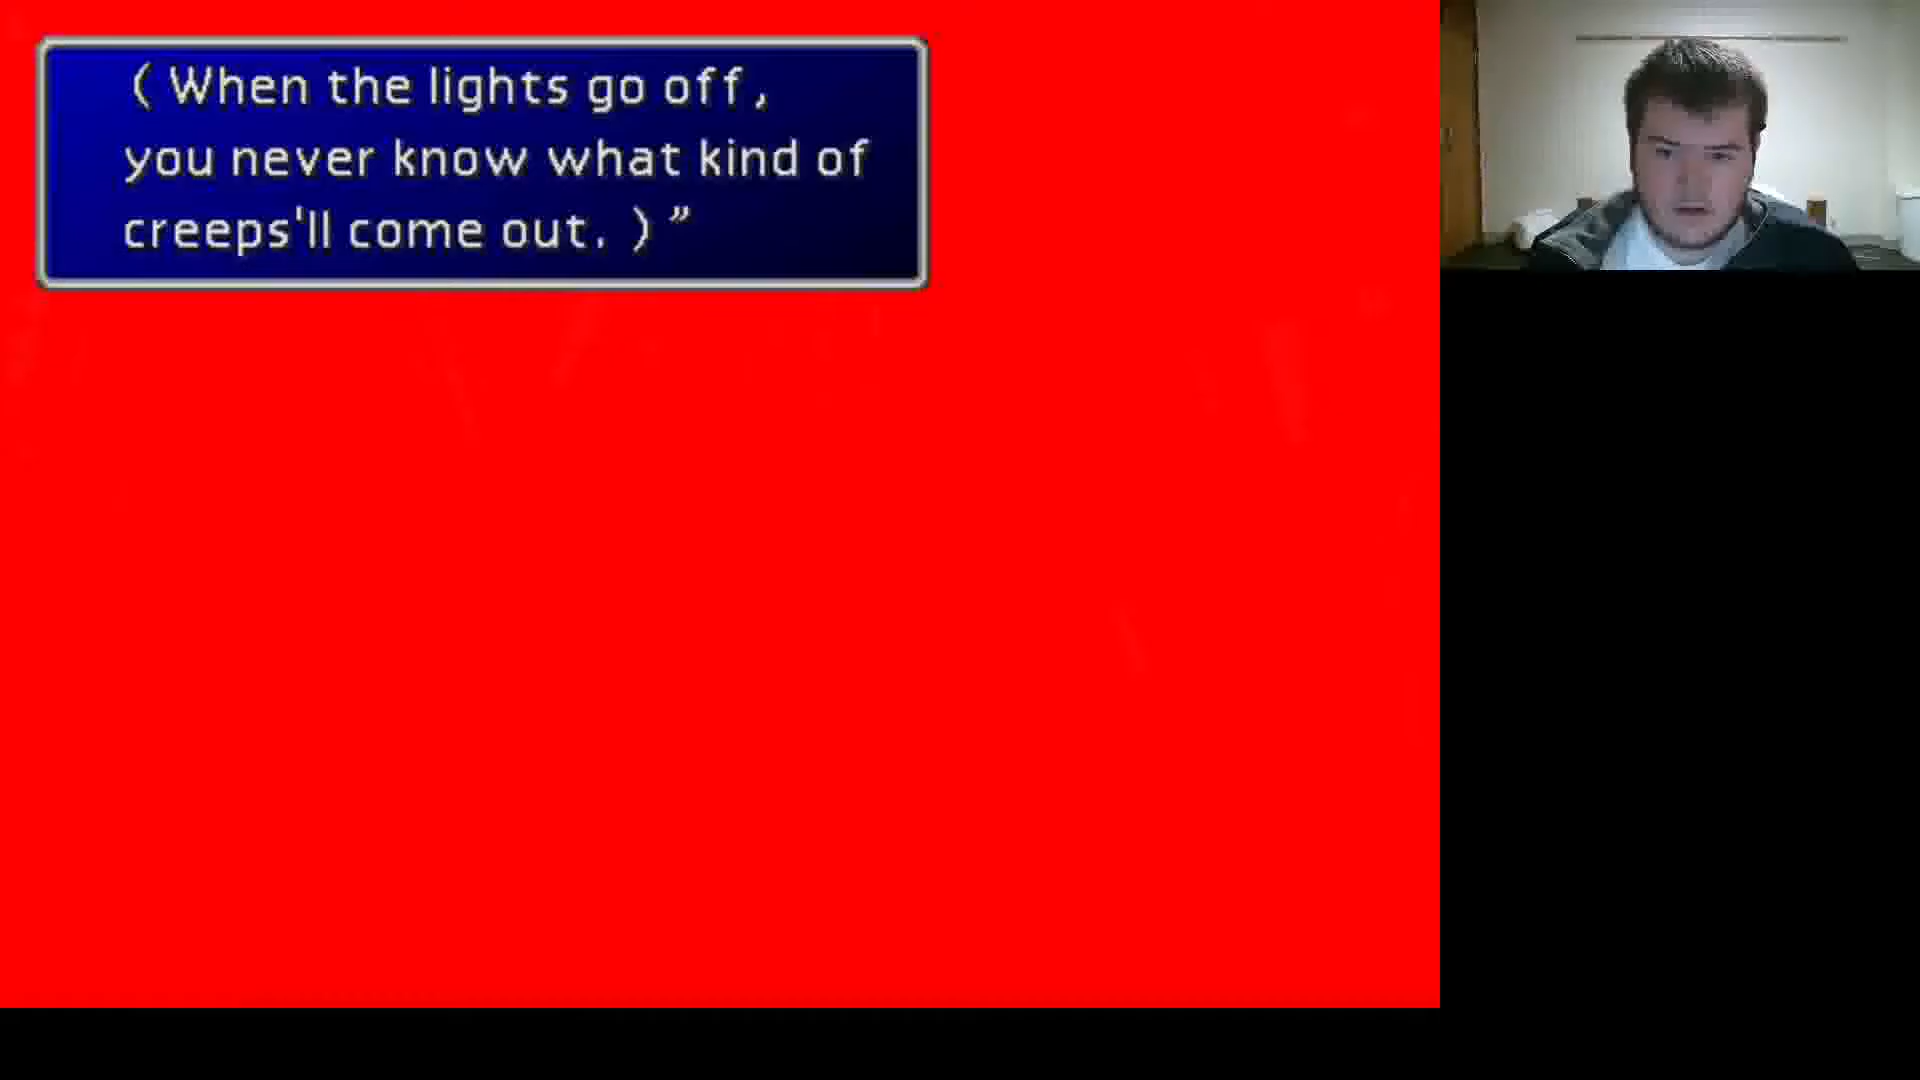 ( When the lights go off,
you never know what kind of
creeps'll come out. ) ”